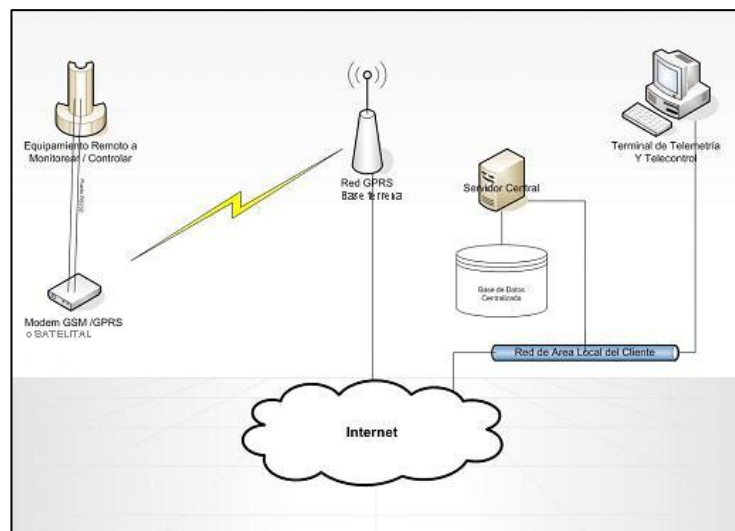 Equipamiento Remoto a
Monitorear / Controlar
Modem GSM /GPRS
o SATELITAL
Red GPRS
Base terrena
Servidor Central
Base de Datos
Centralizada
Terminal de Telemetría
Y Telecontrol
Red de Area Local del Cliente
Internet